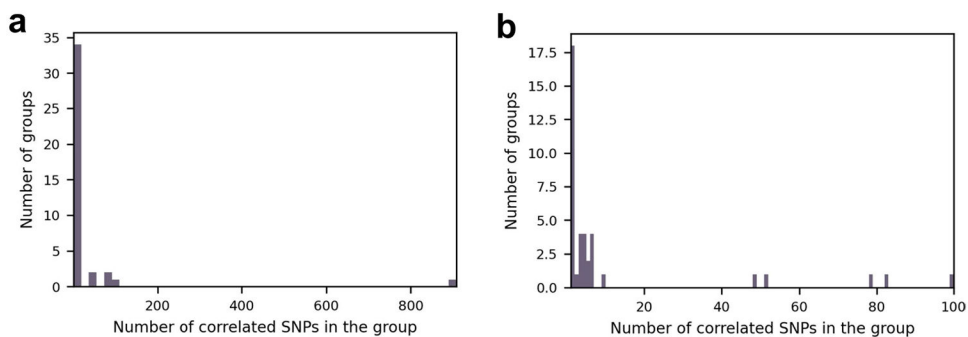 a
35
30
25
20
15
10
5
0
Number of groups
200 400 600 800
Number of correlated SNPs in the group
b
17.5
15.0
12.5
10.0
7.5
5.0
2.5
0.0
Number of groups
20 40 60 80 100
Number of correlated SNPs in the group